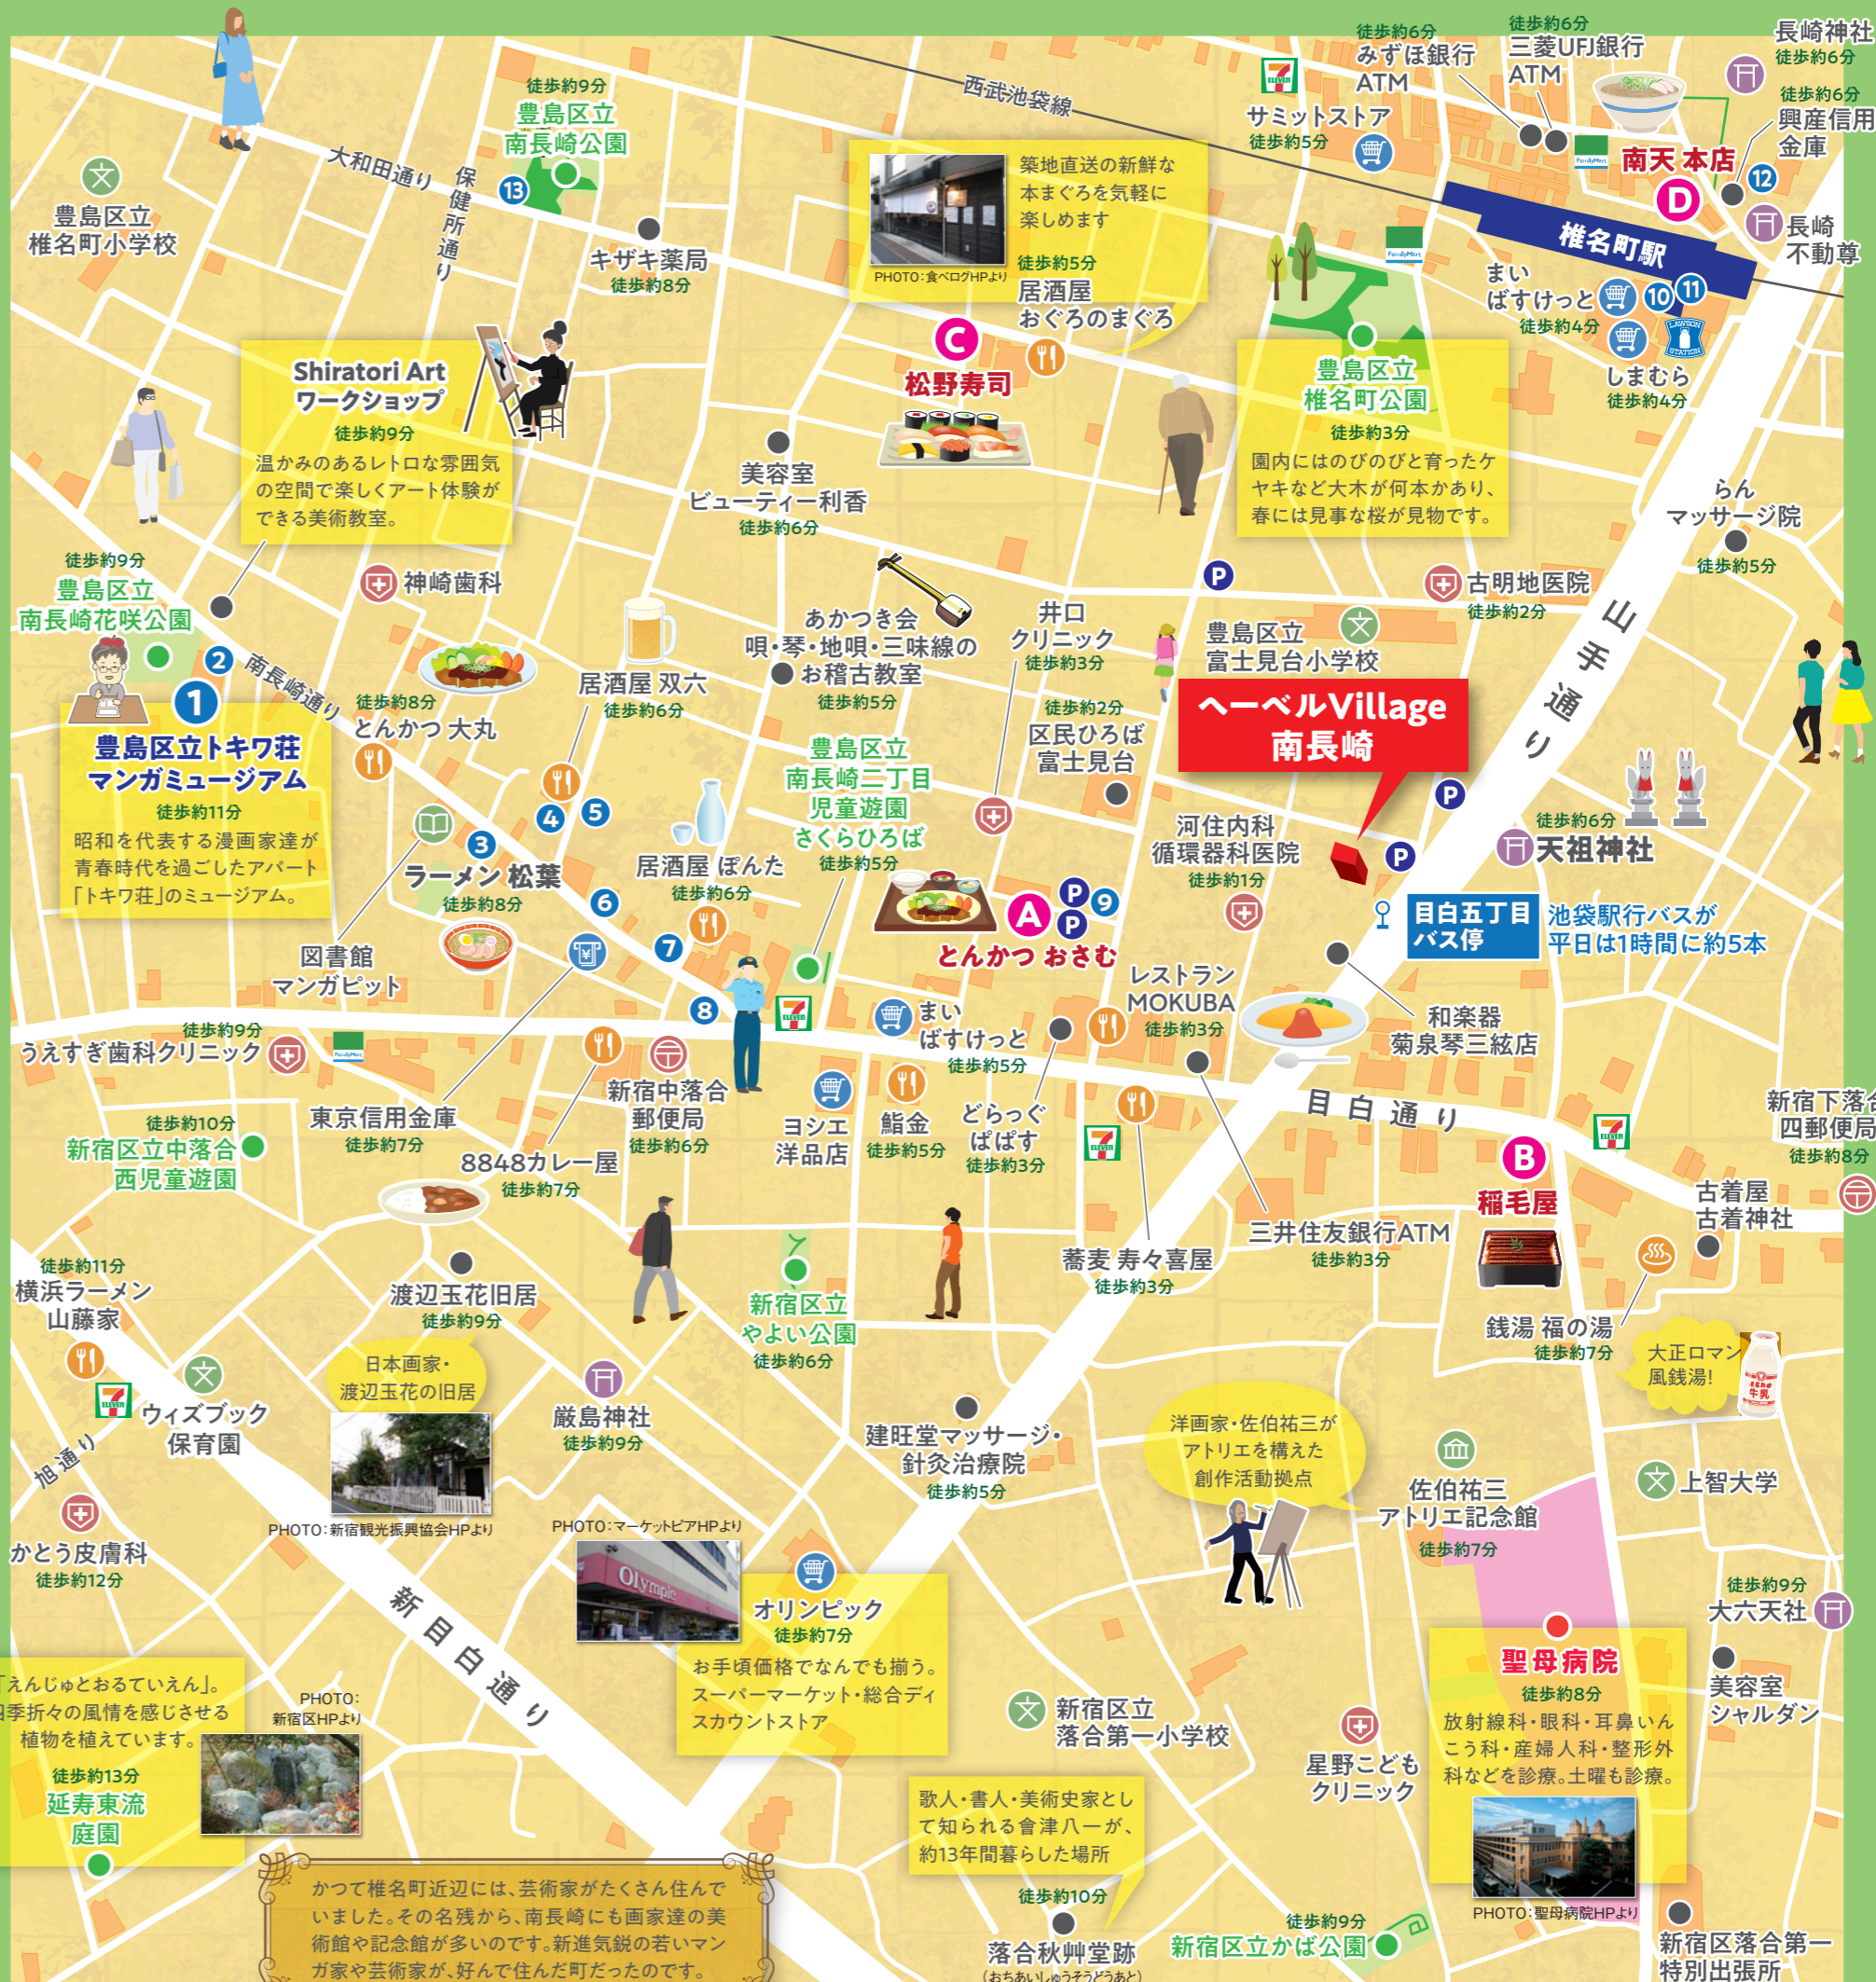 徒歩約6分
みずほ銀行
ATM
徒歩約6分
三菱UFJ銀行
ATM
長崎神社
徒歩約6分
徒歩約6分
興産信用
金庫
西武池袋線
ELEVEN
サミットストア
徒歩約5分
FamilyMart
南天 本店
D
12
長崎
不動尊
椎名町駅
徒歩約9分
豊島区立
南長崎公園
13
大和田通り
保健所通り
豊島区立
椎名町小学校
キザキ薬局
徒歩約8分
築地直送の新鮮な
本まぐろを気軽に
楽しめます
PHOTO:食べログHPより
徒歩約5分
居酒屋
おぐろのまぐろ
C
松野寿司
FamilyMart
まい
ばすけっと
徒歩約4分
10
11
LAWSON
STATION
しまむら
徒歩約4分
豊島区立
椎名町公園
徒歩約3分
園内にはのびのびと育ったケ
ヤキなど大木が何本かあり、
春には見事な桜が見物です。
Shiratori Art
ワークショップ
徒歩約9分
温かみのあるレトロな雰囲気
の空間で楽しくアート体験が
できる美術教室。
美容室
ビューティー利香
徒歩約6分
らん
マッサージ院
徒歩約5分
徒歩約9分
豊島区立
南長崎花咲公園
神崎歯科
P
古明地医院
徒歩約2分
山手通り
2
南長崎通り
1
豊島区立トキワ荘
マンガミュージアム
徒歩約11分
昭和を代表する漫画家達が
青春時代を過ごしたアパート
「トキワ荘」のミュージアム。
徒歩約8分
とんかつ 大丸
居酒屋 双六
徒歩約6分
あかつき会
唄・琴・地唄・三味線の
お稽古教室
徒歩約5分
井口
クリニック
徒歩約3分
豊島区立
富士見台小学校
徒歩約2分
区民ひろば
富士見台
ヘーベルVillage
南長崎
豊島区立
南長崎二丁目
児童遊園
さくらひろば
徒歩約5分
4
5
3
ラーメン 松葉
徒歩約8分
居酒屋 ぽんた
徒歩約6分
6
7
8
図書館
マンガピット
P
P
河住内科
循環器科医院
徒歩約1分
徒歩約6分
天祖神社
A
P
P
9
とんかつ おさむ
目白五丁目
バス停
池袋駅行バスが
平日は1時間に約5本
レストラン
MOKUBA
徒歩約3分
和楽器
菊泉琴三絃店
徒歩約9分
うえすぎ歯科クリニック
FamilyMart
ELEVEN
まい
ばすけっと
徒歩約5分
東京信用金庫
徒歩約7分
新宿中落合
郵便局
徒歩約6分
ヨシエ
洋品店
鮨金
徒歩約5分
どらっぐ
ぱぱす
徒歩約3分
ELEVEN
目白通り
ELEVEN
新宿下落合
四郵便局
徒歩約8分
徒歩約10分
新宿区立中落合
西児童遊園
8848カレー屋
徒歩約7分
B
稲毛屋
古着屋
古着神社
蕎麦 寿々喜屋
徒歩約3分
三井住友銀行ATM
徒歩約3分
銭湯 福の湯
徒歩約7分
大正ロマン
風銭湯!
牛乳
徒歩約11分
横浜ラーメン
山藤家
ELEVEN
ウィズブック
保育園
旭通り
渡辺玉花旧居
徒歩約9分
日本画家・
渡辺玉花の旧居
PHOTO:新宿観光振興協会HPより
新宿区立
やよい公園
徒歩約6分
厳島神社
徒歩約9分
建旺堂マッサージ・
針灸治療院
徒歩約5分
洋画家・佐伯祐三が
アトリエを構えた
創作活動拠点
佐伯祐三
アトリエ記念館
徒歩約7分
上智大学
かとう皮膚科
徒歩約12分
新目白通り
PHOTO:マーケットピアHPより
Olympic
オリンピック
徒歩約7分
お手頃価格でなんでも揃う。
スーパーマーケット・総合ディ
スカウントストア
徒歩約9分
大六天社
美容室
シャルダン
聖母病院
徒歩約8分
放射線科・眼科・耳鼻いん
こう科・産婦人科・整形外
科などを診療。土曜も診療。
PHOTO:聖母病院HPより
「えんじゅとおるていえん」。
四季折々の風情を感じさせる
植物を植えています。
PHOTO:
新宿区HPより
徒歩約13分
延寿東流
庭園
新宿区立
落合第一小学校
星野こども
クリニック
歌人・書人・美術史家とし
て知られる會津八一が、
約13年間暮らした場所
徒歩約10分
落合秋艸堂跡
(おちあいしゅうそうどうあと)
徒歩約9分
新宿区立かば公園
新宿区落合第一
特別出張所
かつて椎名町近辺には、芸術家がたくさん住んで
いました。その名残から、南長崎にも画家達の美
術館や記念館が多いのです。新進気鋭の若いマン
ガ家や芸術家が、好んで住んだ町だったのです。